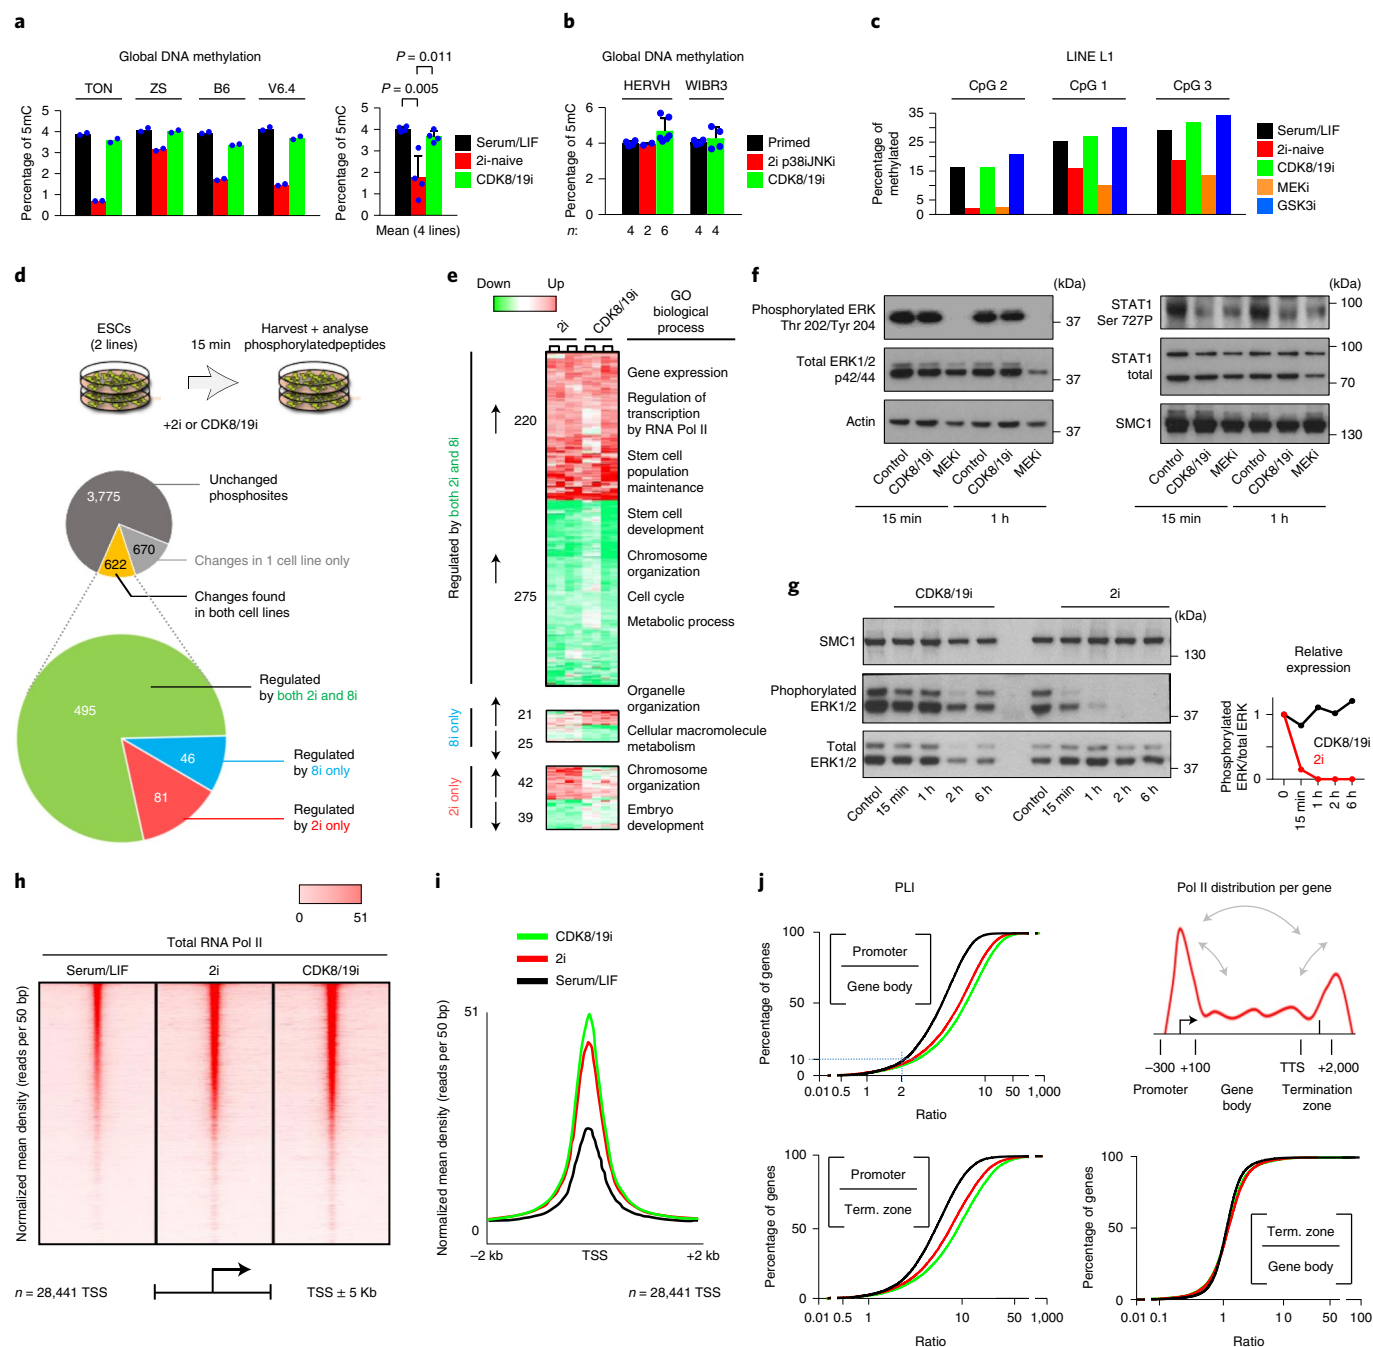 a
Global DNA methylation
TON ZS B6 V6.4
Percentage of 5mC
5
4
3
2
1
0
P = 0.011
P = 0.005
Percentage of 5mC
5
4
3
2
1
0
Mean (4 lines)
Serum/LIF
2i-naive
CDK8/19i
b
Global DNA methylation
HERVH WIBR3
Percentage of 5mC
6
4
2
0
n: 4 2 6 4 4
Primed
2i p38iJNKi
CDK8/19i
c
LINE L1
CpG 2 CpG 1 CpG 3
Percentage of
methylated
35
25
15
5
0
Serum/LIF
2i-naive
CDK8/19i
MEKi
GSK3i
d
ESCs
(2 lines)
15 min
Harvest + analyse
phosphorylatedpeptides
+2i or CDK8/19i
3,775
670
622
Unchanged
phosphosites
Changes in 1 cell line only
Changes found
in both cell lines
495
46
81
Regulated
by both 2i and 8i
Regulated
by 8i only
Regulated
by 2i only
e
Down Up
2i CDK8/19i
GO
biological
process
Regulated by both 2i and 8i
220
275
Gene expression
Regulation of
transcription
by RNA Pol II
Stem cell
population
maintenance
Stem cell
development
Chromosome
organization
Cell cycle
Metabolic process
8i only
21
25
Organelle
organization
Cellular macromolecule
metabolism
2i only
42
39
Chromosome
organization
Embryo
development
f
(kDa)
Phosphorylated ERK
Thr 202/Tyr 204
37
Total ERK1/2
p42/44
37
Actin
37
Control CDK8/19i MEKi Control CDK8/19i MEKi
15 min 1 h
(kDa)
STAT1
Ser 727P
100
STAT1
total
100
70
SMC1
130
Control CDK8/19i MEKi Control CDK8/19i MEKi
15 min 1 h
g
CDK8/19i 2i
(kDa)
SMC1
130
Phophorylated
ERK1/2
37
Total
ERK1/2
37
Control 15 min 1 h 2 h 6 h Control 15 min 1 h 2 h 6 h
Relative
expression
Phosphorylated
ERK/total ERK
1
0
CDK8/19i
2i
0 15 min 1 h 2 h 6 h
h
0 51
Total RNA Pol II
Serum/LIF 2i CDK8/19i
Normalized mean density (reads per 50 bp)
n = 28,441 TSS
TSS ± 5 Kb
i
CDK8/19i
2i
Serum/LIF
Normalized mean density (reads per 50 bp)
51
0
–2 kb TSS +2 kb
n = 28,441 TSS
j
PLI
Percentage of genes
100
50
10
0
Promoter
Gene body
0.01 0.5 1 2 10 50 1,000
Ratio
Pol II distribution per gene
–300 +100 TTS +2,000
Promoter
Gene
body
Termination
zone
Percentage of genes
100
50
0
Promoter
Term. zone
0.01 0.5 1 10 50 1,000
Ratio
Percentage of genes
100
50
0
Term. zone
Gene body
0.01 0.1 1 10 50 100
Ratio